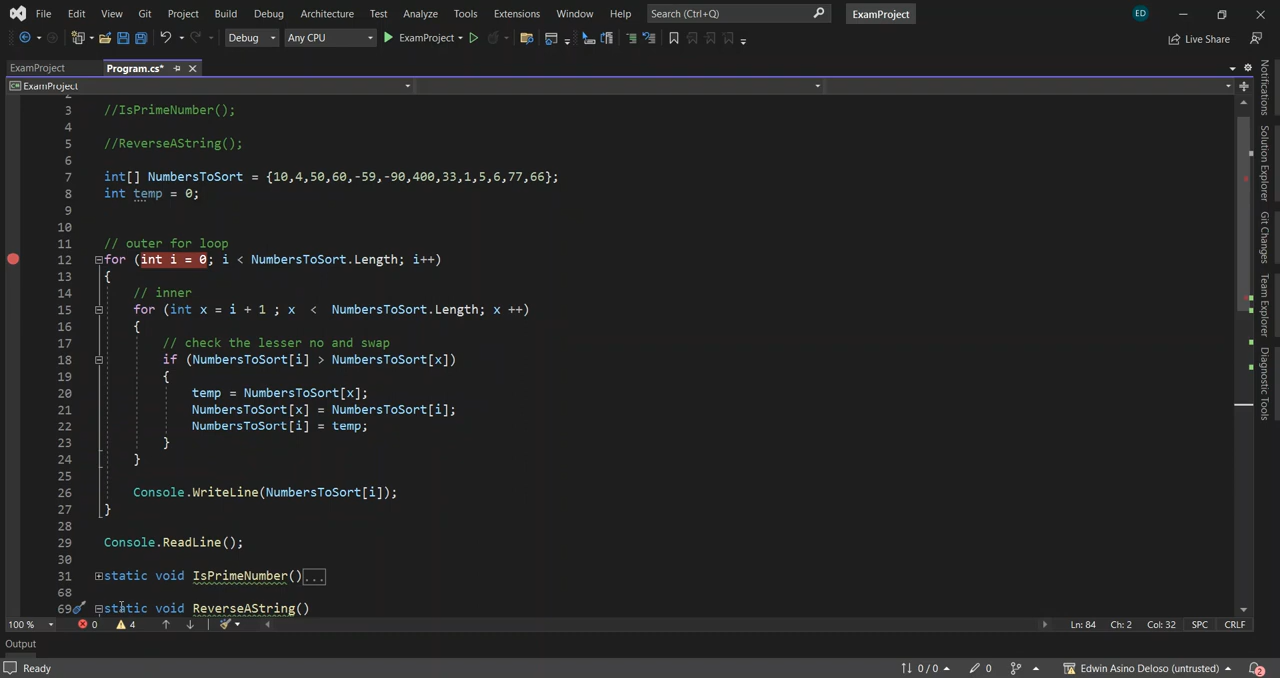 File Edit View Git Project Build Debug Architecture Test Analyze Tools Extensions Window Help Search (Ctrl+Q) ExamProject ED
Debug Any CPU ExamProject Live Share
ExamProject Program.cs*
ExamProject
2
3 //IsPrimeNumber();
4
5 //ReverseAString();
6
7 int[] NumbersToSort = {10,4,50,60,-59,-90,400,33,1,5,6,77,66};
8 int temp = 0;
9
10
11 // outer for loop
12 for (int i = 0; i < NumbersToSort.Length; i++)
13 {
14 // inner
15 for (int x = i + 1 ; x < NumbersToSort.Length; x ++)
16 {
17 // check the lesser no and swap
18 if (NumbersToSort[i] > NumbersToSort[x])
19 {
20 temp = NumbersToSort[x];
21 NumbersToSort[x] = NumbersToSort[i];
22 NumbersToSort[i] = temp;
23 }
24 }
25
26 Console.WriteLine(NumbersToSort[i]);
27 }
28
29 Console.ReadLine();
30
31 static void IsPrimeNumber()...
68
69 static void ReverseAString()
100 % 0 4 Ln: 84 Ch: 2 Col: 32 SPC CRLF
Output
Ready 0 / 0 0 Edwin Asino Deloso (untrusted) 2
Notifications
Solution Explorer
Git Changes
Team Explorer
Diagnostic Tools